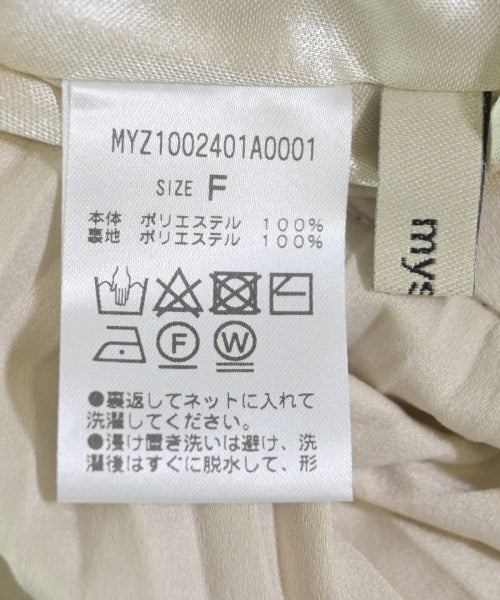 MYZ1002401A0001
SIZE F
本体 ポリエステル 100%
裏地 ポリエステル 100%
F
W
●裏返してネットに入れて
洗濯してください。
●浸け置き洗いは避け、洗
濯後はすぐに脱水して、形
mys